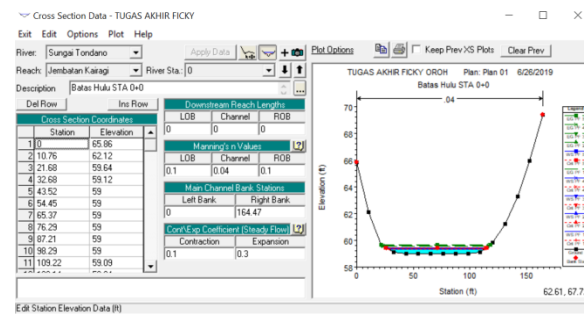 Cross Section Data - TUGAS AKHIR FICKY
Exit Edit Options Plot Help
River: Sungai Tondano Apply Data
Reach: Jembatan Kairagi River Sta.: 0
Description Batas Hulu STA 0+0
Del Row Ins Row
Cross Section Coordinates
Station Elevation
1 0 65.86
2 10.76 62.12
3 21.68 59.64
4 32.68 59.12
5 43.52 59
6 54.45 59
7 65.37 59
8 76.29 59
9 87.21 59
10 98.29 59
11 109.22 59.09
Downstream Reach Lengths
LOB Channel ROB
0 0 0
Manning's n Values
LOB Channel ROB
0.1 0.04 0.1
Main Channel Bank Stations
Left Bank Right Bank
0 164.47
Cont\Exp Coefficient (Steady Flow)
Contraction Expansion
0.1 0.3
Edit Station Elevation Data (ft)
Plot Options Keep Prev XS Plots Clear Prev
TUGAS AKHIR FICKY OROH Plan: Plan 01 6/26/2019
Batas Hulu STA 0+0
.04
Elevation (ft)
70
68
66
64
62
60
58
0 50 100 150
Station (ft)
Legend